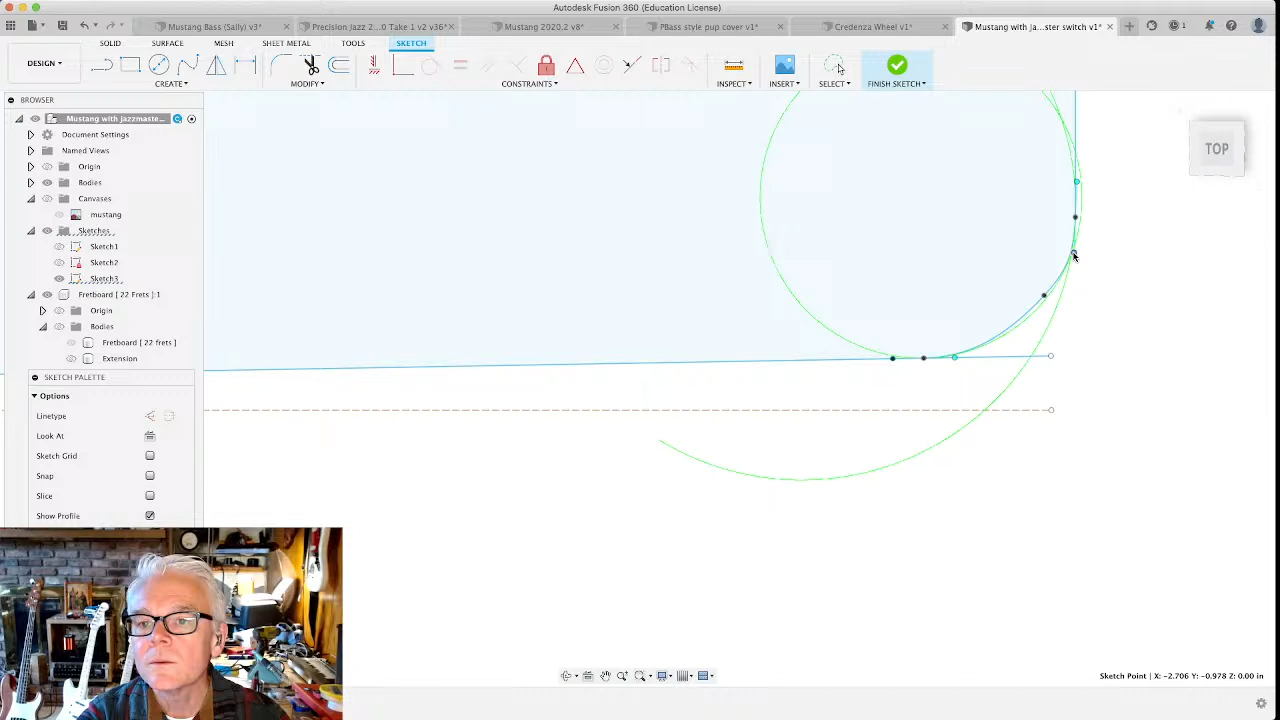 Autodesk Fusion 360 (Education License)
Mustang Bass (Sally) v3*
Precision Jazz 2...0 Take 1 v2 v36*
Mustang 2020.2 v8*
PBass style pup cover v1*
Credenza Wheel v1*
Mustang with Ja...ster switch v1*
1
SOLID
SURFACE
MESH
SHEET METAL
TOOLS
SKETCH
DESIGN
CREATE
MODIFY
CONSTRAINTS
INSPECT
INSERT
SELECT
FINISH SKETCH
BROWSER
Mustang with jazzmaste...
Document Settings
Named Views
Origin
Bodies
Canvases
mustang
Sketches
Sketch1
Sketch2
Sketch3
Fretboard [ 22 Frets ]:1
Origin
Bodies
Fretboard [ 22 frets ]
Extension
SKETCH PALETTE
Options
Linetype
Look At
Sketch Grid
Snap
Slice
Show Profile
TOP
Sketch Point | X: -2.706 Y: -0.978 Z: 0.00 in